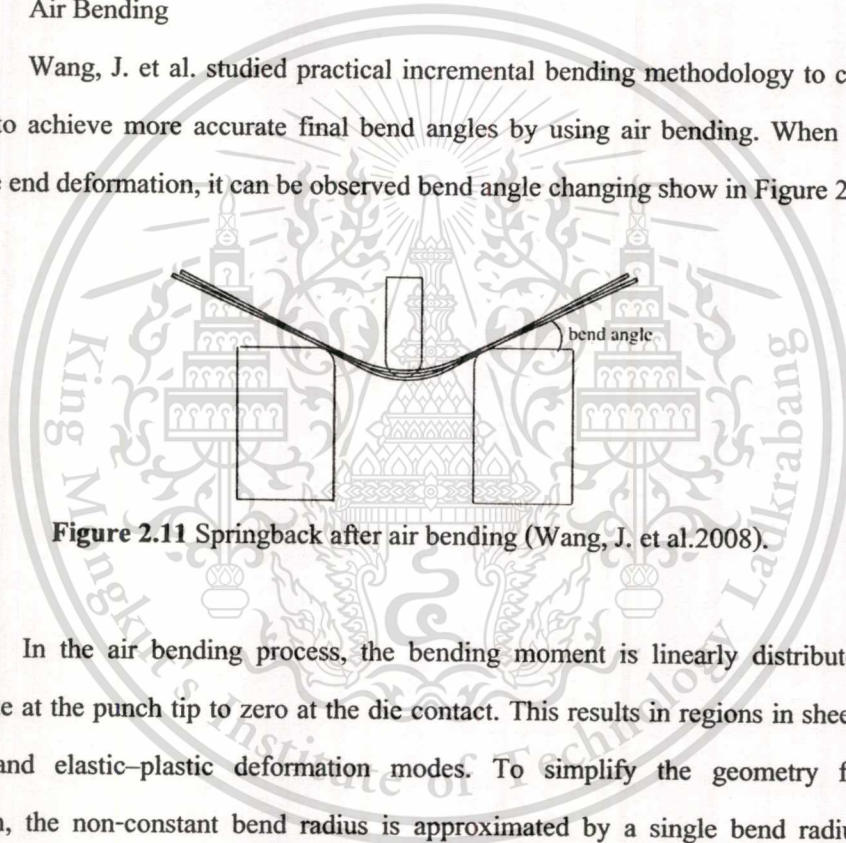 Air Bending
Wang, J. et al. studied practical incremental bending methodology to c
to achieve more accurate final bend angles by using air bending. When
end deformation, it can be observed bend angle changing show in Figure 2
bend angle
Figure 2.11 Springback after air bending (Wang, J. et al.2008).
In the air bending process, the bending moment is linearly distribut
e at the punch tip to zero at the die contact. This results in regions in shee
and elastic–plastic deformation modes. To simplify the geometry f
n, the non-constant bend radius is approximated by a single bend radiu
King Mongkut's Institute of Technology Ladkrabang